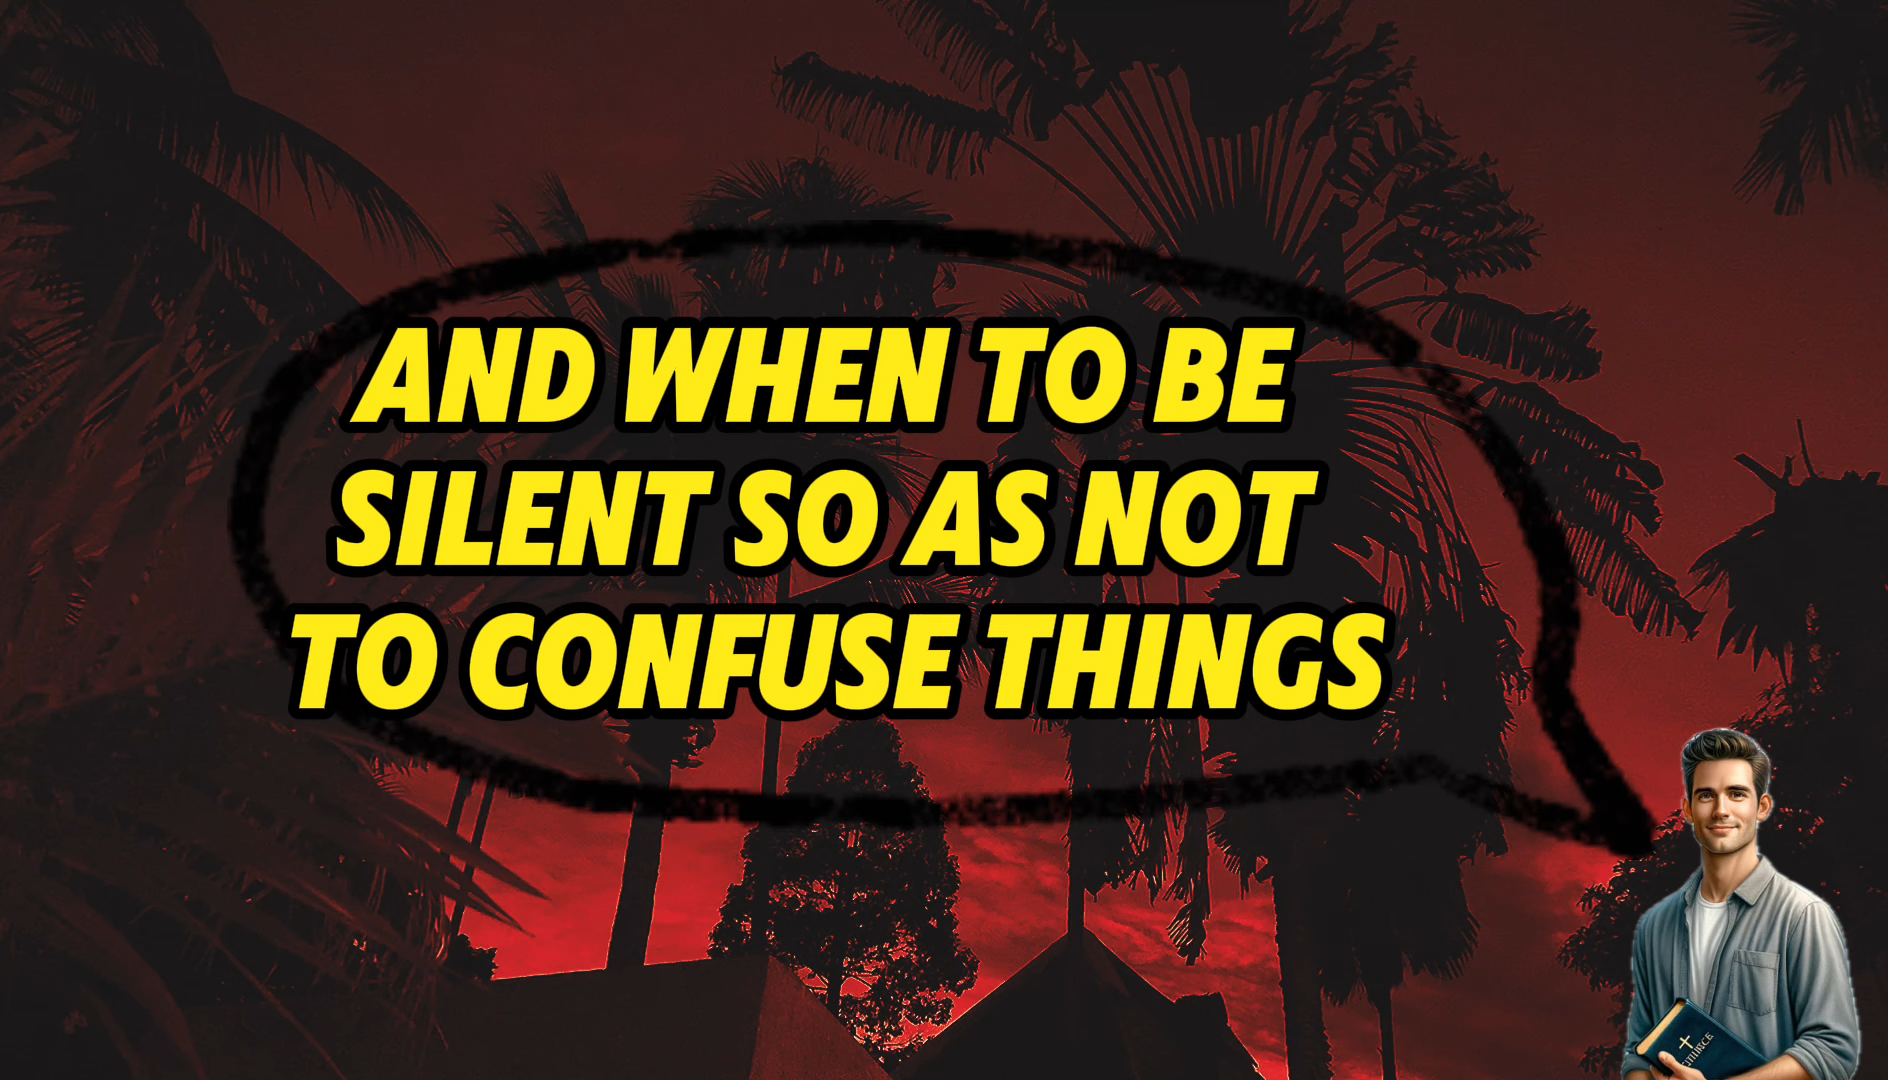 AND WHEN TO BE
SILENT SO AS NOT
TO CONFUSE THINGS